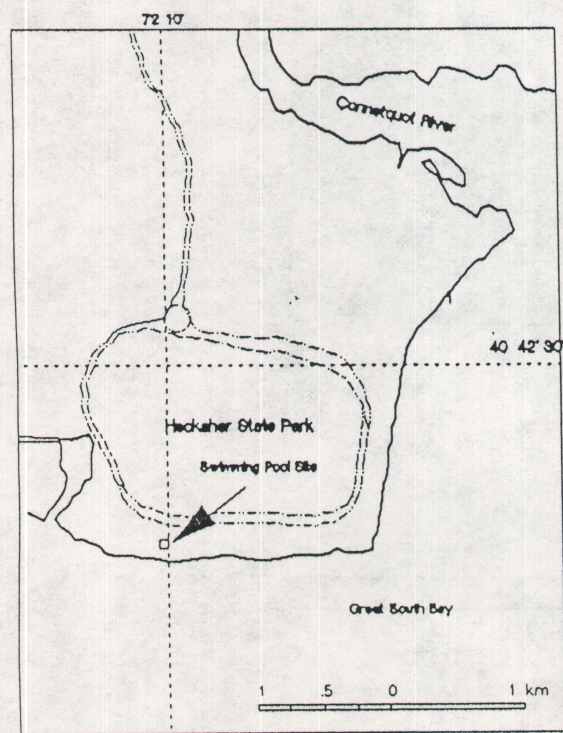 72 10'
Connetquot River
40 42' 30
Hecksher State Park
Swimming Pool Site
Great South Bay
1 .5 0 1 km